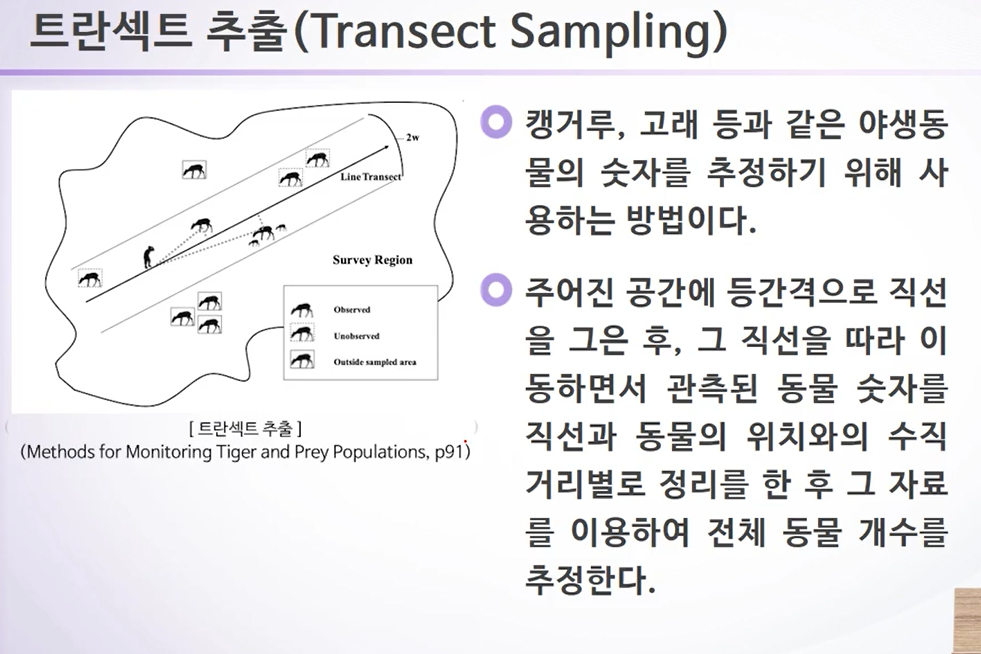 트란섹트 추출(Transect Sampling)
2w
Line Transect
Survey Region
Observed
Unobserved
Outside sampled area
[ 트란섹트 추출 ]
(Methods for Monitoring Tiger and Prey Populations, p91)
캥거루, 고래 등과 같은 야생동
물의 숫자를 추정하기 위해 사
용하는 방법이다.
주어진 공간에 등간격으로 직선
을 그은 후, 그 직선을 따라 이
동하면서 관측된 동물 숫자를
직선과 동물의 위치와의 수직
거리별로 정리를 한 후 그 자료
를 이용하여 전체 동물 개수를
추정한다.